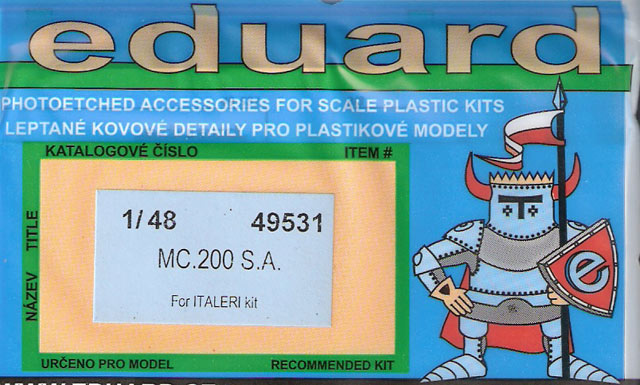 eduard
PHOTOETCHED ACCESSORIES FOR SCALE PLASTIC KITS
LEPTANÉ KOVOVÉ DETAILY PRO PLASTIKOVÉ MODELY
KATALOGOVÉ ČÍSLO ITEM #
NÁZEV TITLE
1/48 49531
MC.200 S.A.
For ITALERI kit
e
URČENO PRO MODEL RECOMMENDED KIT